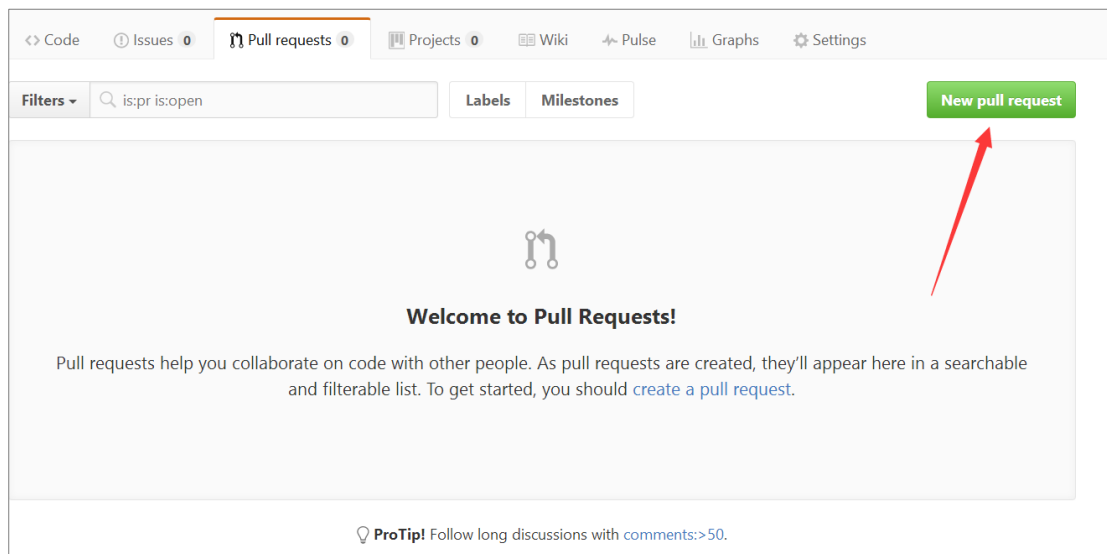 Code Issues 0 Pull requests 0 Projects 0 Wiki Pulse Graphs Settings
Filters is:pr is:open Labels Milestones New pull request
Welcome to Pull Requests!
Pull requests help you collaborate on code with other people. As pull requests are created, they’ll appear here in a searchable
and filterable list. To get started, you should create a pull request.
ProTip! Follow long discussions with comments:>50.